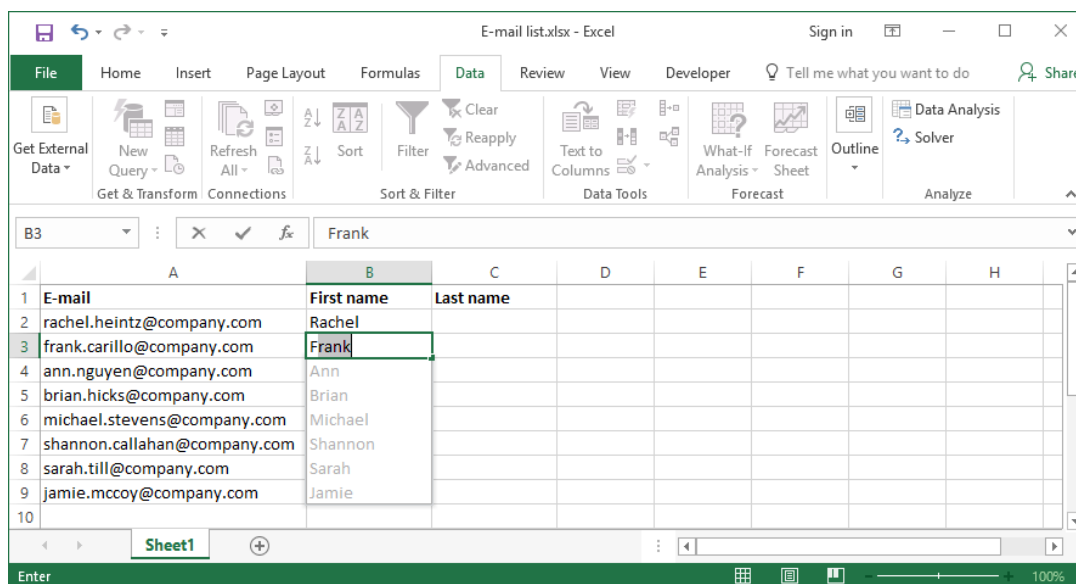 E-mail list.xlsx - Excel
Sign in
File Home Insert Page Layout Formulas Data Review View Developer Tell me what you want to do Share
Get External Data
New Query
Get & Transform
Refresh All
Connections
Sort
Filter
Clear
Reapply
Advanced
Sort & Filter
Text to Columns
Data Tools
What-If Analysis
Forecast Sheet
Forecast
Outline
Data Analysis
Solver
Analyze
B3 fx Frank
A B C D E F G H
1 E-mail First name Last name
2 rachel.heintz@company.com Rachel
3 frank.carillo@company.com Frank
4 ann.nguyen@company.com Ann
5 brian.hicks@company.com Brian
6 michael.stevens@company.com Michael
7 shannon.callahan@company.com Shannon
8 sarah.till@company.com Sarah
9 jamie.mccoy@company.com Jamie
10
Sheet1
Enter 100%